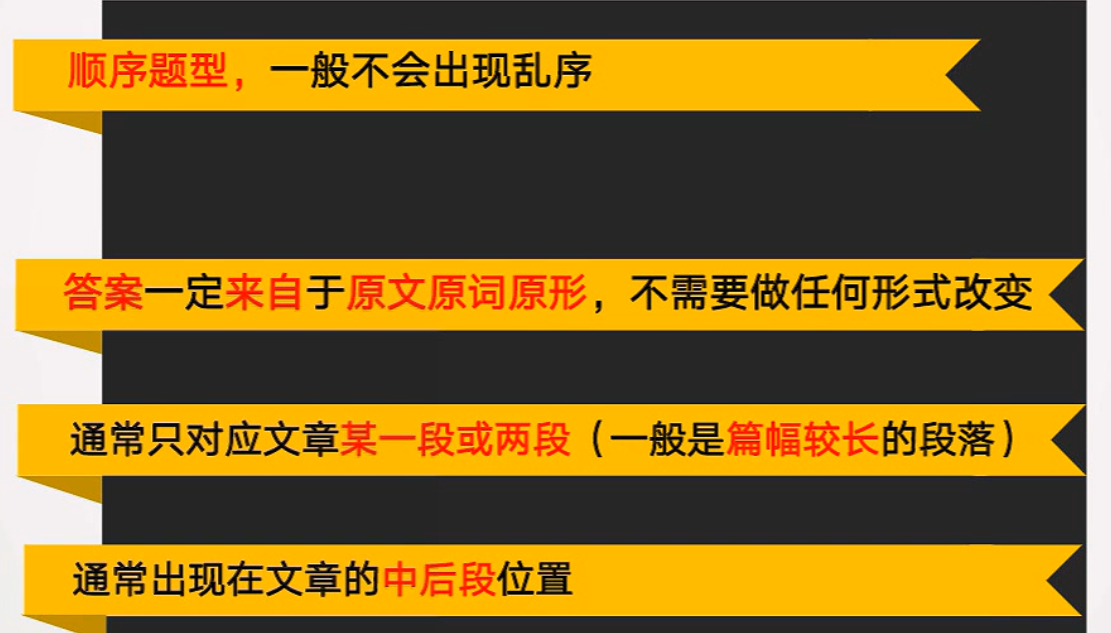 顺序题型，一般不会出现乱序
答案一定来自于原文原词原形，不需要做任何形式改变
通常只对应文章某一段或两段（一般是篇幅较长的段落）
通常出现在文章的中后段位置